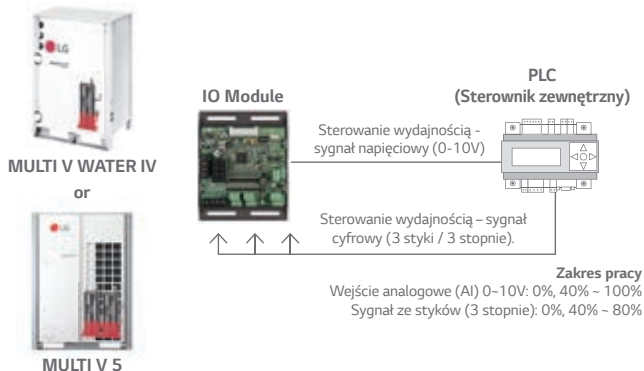 LG
MULTI V WATER IV
or
LG
MULTI V 5
IO Module
PLC
(Sterownik zewnętrzny)
Sterowanie wydajnością -
sygnał napięciowy (0-10V)
Sterowanie wydajnością – sygnał
cyfrowy (3 styki / 3 stopnie).
Zakres pracy
Wejście analogowe (AI) 0~10V: 0%, 40% ~ 100%
Sygnał ze styków (3 stopnie): 0%, 40% ~ 80%